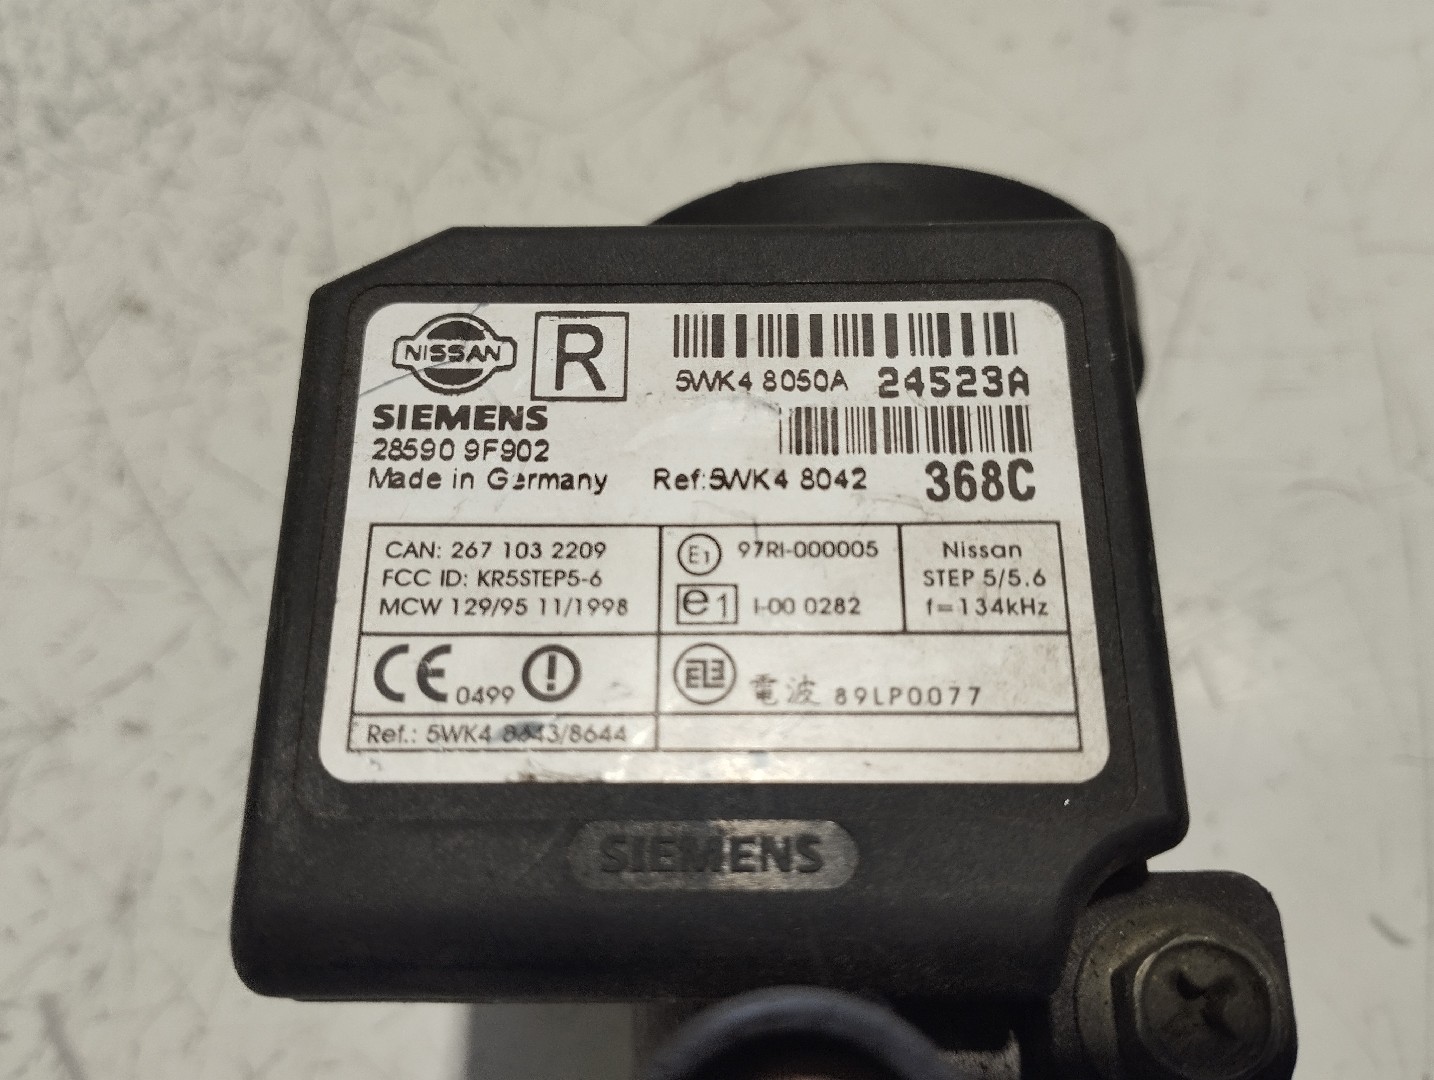 NISSAN R
5WK4 8050A 24523A
SIEMENS
28590 9F902
Made in Germany Ref:5WK4 8042 368C
CAN: 267 103 2209
FCC ID: KR5STEP5-6
MCW 129/95 11/1998
E1 97RI-000005
e1 I-00 0282
Nissan
STEP 5/5.6
f=134kHz
CE 0499
電波 89LP0077
Ref.: 5WK4 8643/8644
SIEMENS